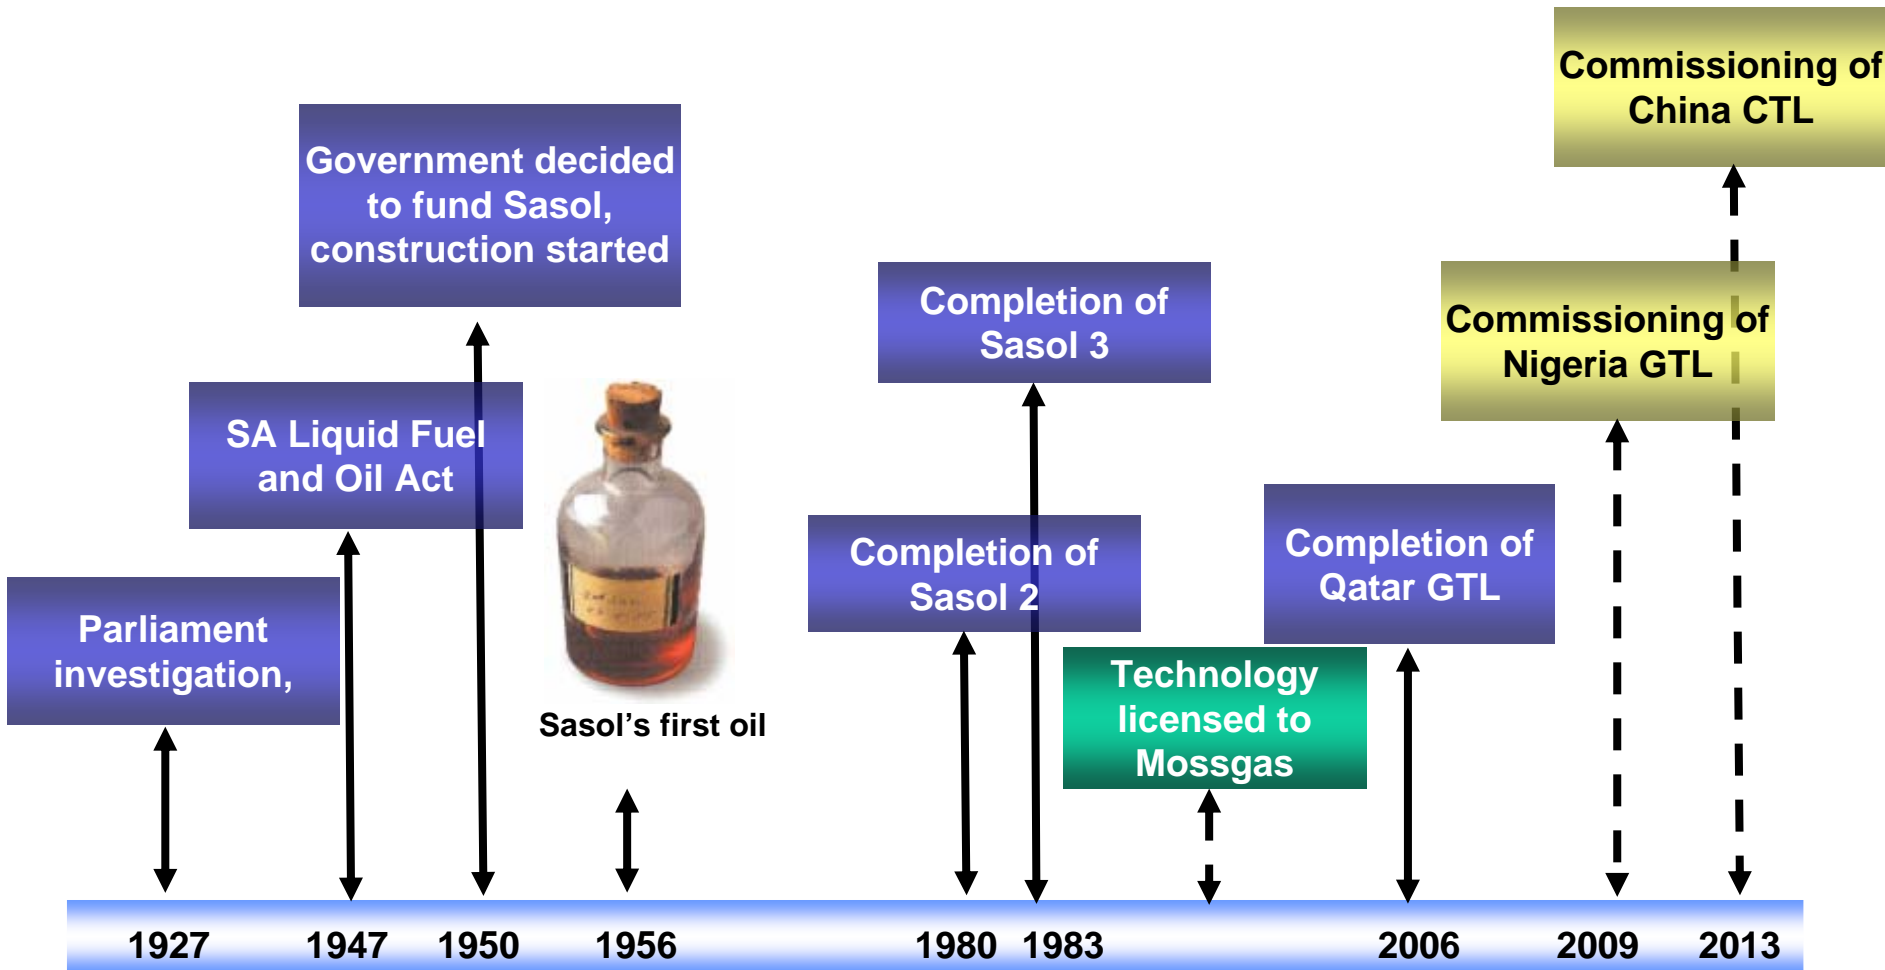 Commissioning of
China CTL
Government decided
to fund Sasol,
construction started
Completion of
Sasol 3
Commissioning of
Nigeria GTL
SA Liquid Fuel
and Oil Act
Completion of
Sasol 2
Completion of
Qatar GTL
Parliament
investigation,
Technology
licensed to
Mossgas
Sasol’s first oil
1927 1947 1950 1956 1980 1983 2006 2009 2013